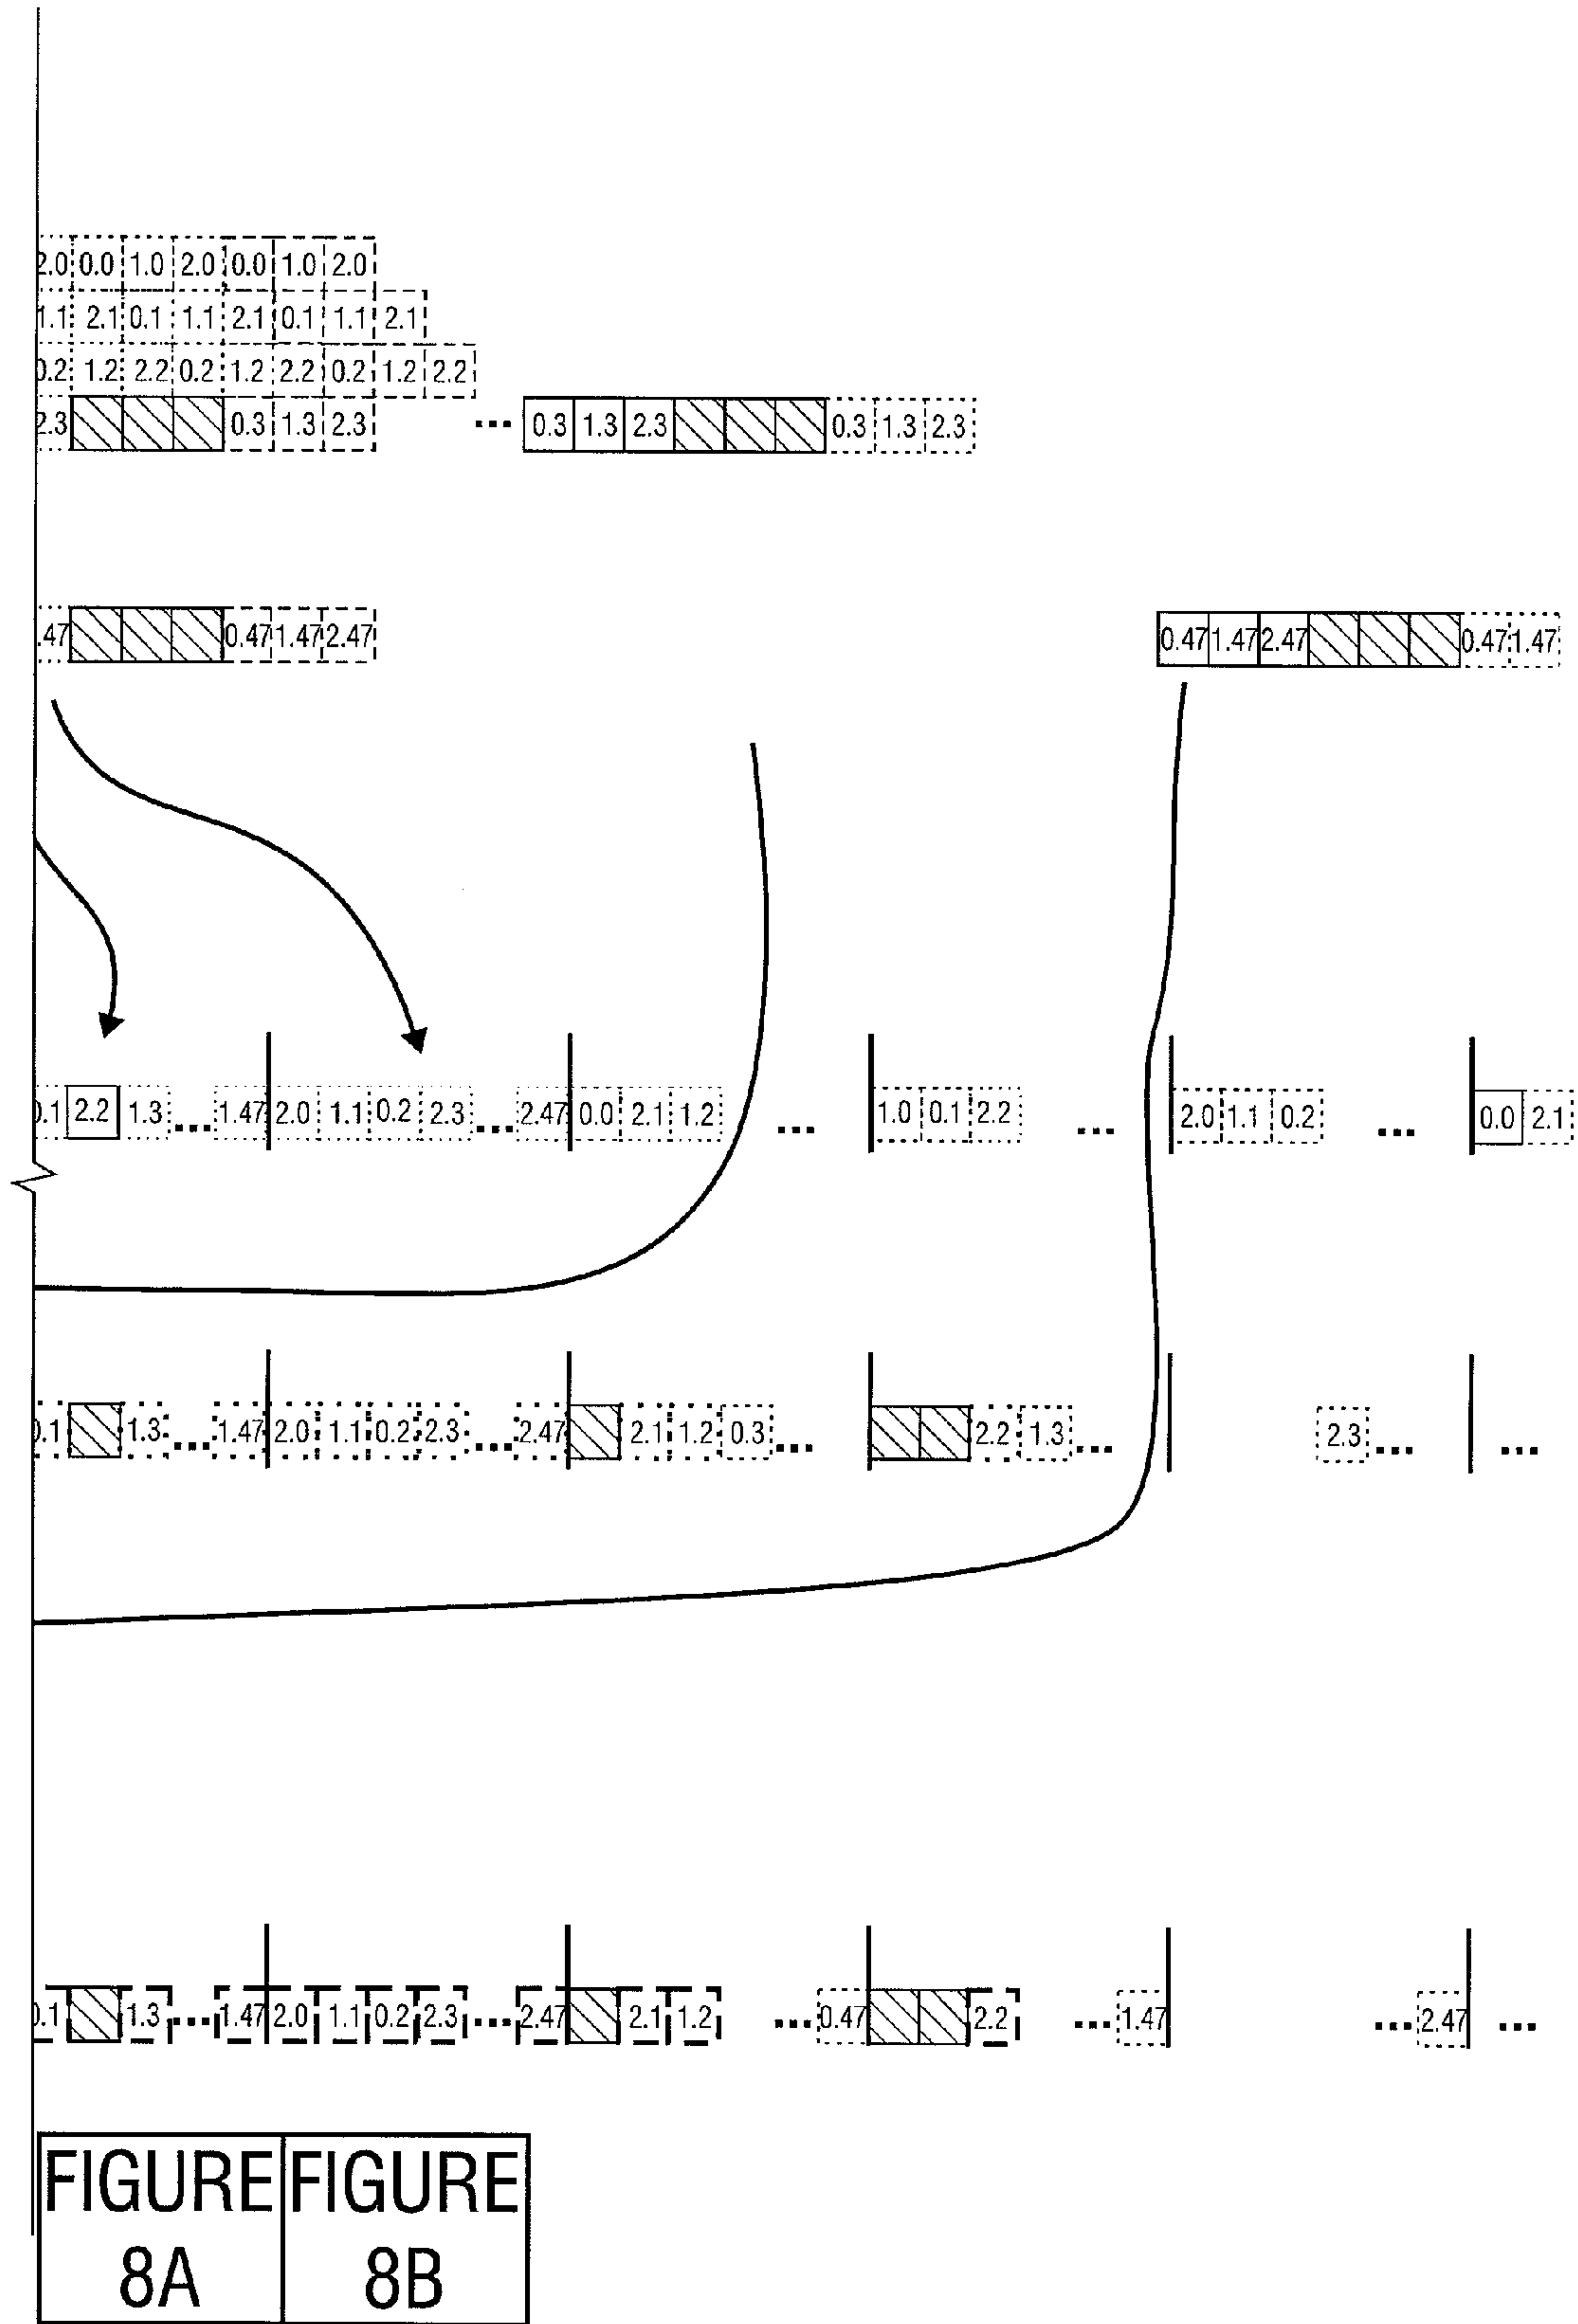 2.0 0.0 1.0 2.0 0.0 1.0 2.0
1.1 2.1 0.1 1.1 2.1 0.1 1.1 2.1
0.2 1.2 2.2 0.2 1.2 2.2 0.2 1.2 2.2
2.3 0.3 1.3 2.3 ... 0.3 1.3 2.3 0.3 1.3 2.3
.47 0.47 1.47 2.47 0.47 1.47 2.47 0.47 1.47
0.1 2.2 1.3 ... 1.47 2.0 1.1 0.2 2.3 ... 2.47 0.0 2.1 1.2 ... 1.0 0.1 2.2 ... 2.0 1.1 0.2 ... 0.0 2.1
0.1 1.3 ... 1.47 2.0 1.1 0.2 2.3 ... 2.47 2.1 1.2 0.3 ... 2.2 1.3 ... 2.3 ... ...
0.1 1.3 ... 1.47 2.0 1.1 0.2 2.3 ... 2.47 2.1 1.2 ... 0.47 2.2 ... 1.47 ... 2.47 ...
FIGURE 8A
FIGURE 8B